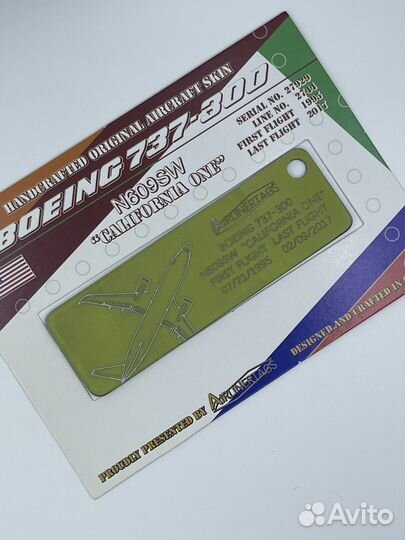 HANDCRAFTED ORIGINAL AIRCRAFT SKIN
BOEING 737-300
N609SW
"CALIFORNIA ONE"
SERIAL NO. 27929
LINE NO. 2711
FIRST FLIGHT 1995
LAST FLIGHT 2017
AIRLINERTAGS
BOEING 737-300
N609SW "CALIFORNIA ONE"
FIRST FLIGHT LAST FLIGHT
07/21/1995 02/09/2017
PROUDLY PRESENTED BY AIRLINERTAGS
DESIGNED AND CRAFTED IN
Avito